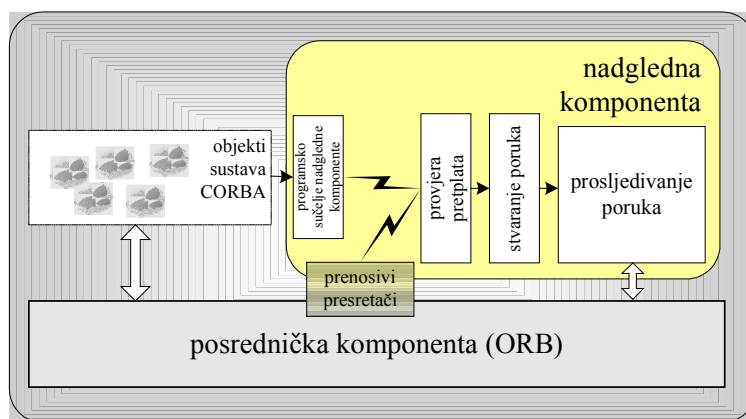 nadgledna
komponenta
objekti
sustava
CORBA
programsko
sučelje nadgledne
komponente
provjera
pretplata
stvaranje poruka
prosljeđivanje
poruka
prenosivi
presretači
posrednička komponenta (ORB)